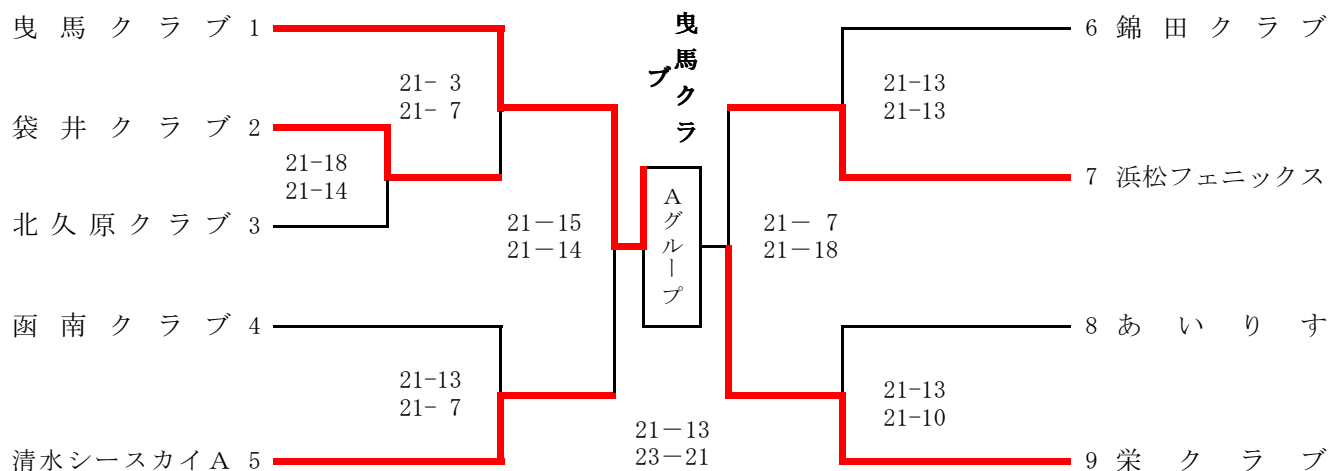 曳馬クラブ 1
21- 3
21- 7
袋井クラブ 2
21-18
21-14
北久原クラブ 3
21－15
21－14
函南クラブ 4
21-13
21- 7
清水シースカイA 5
曳馬クラブ
Aグループ
21－13
23－21
6 錦田クラブ
21-13
21-13
7 浜松フェニックス
21－ 7
21－18
8 あいりす
21-13
21-10
9 栄クラブ